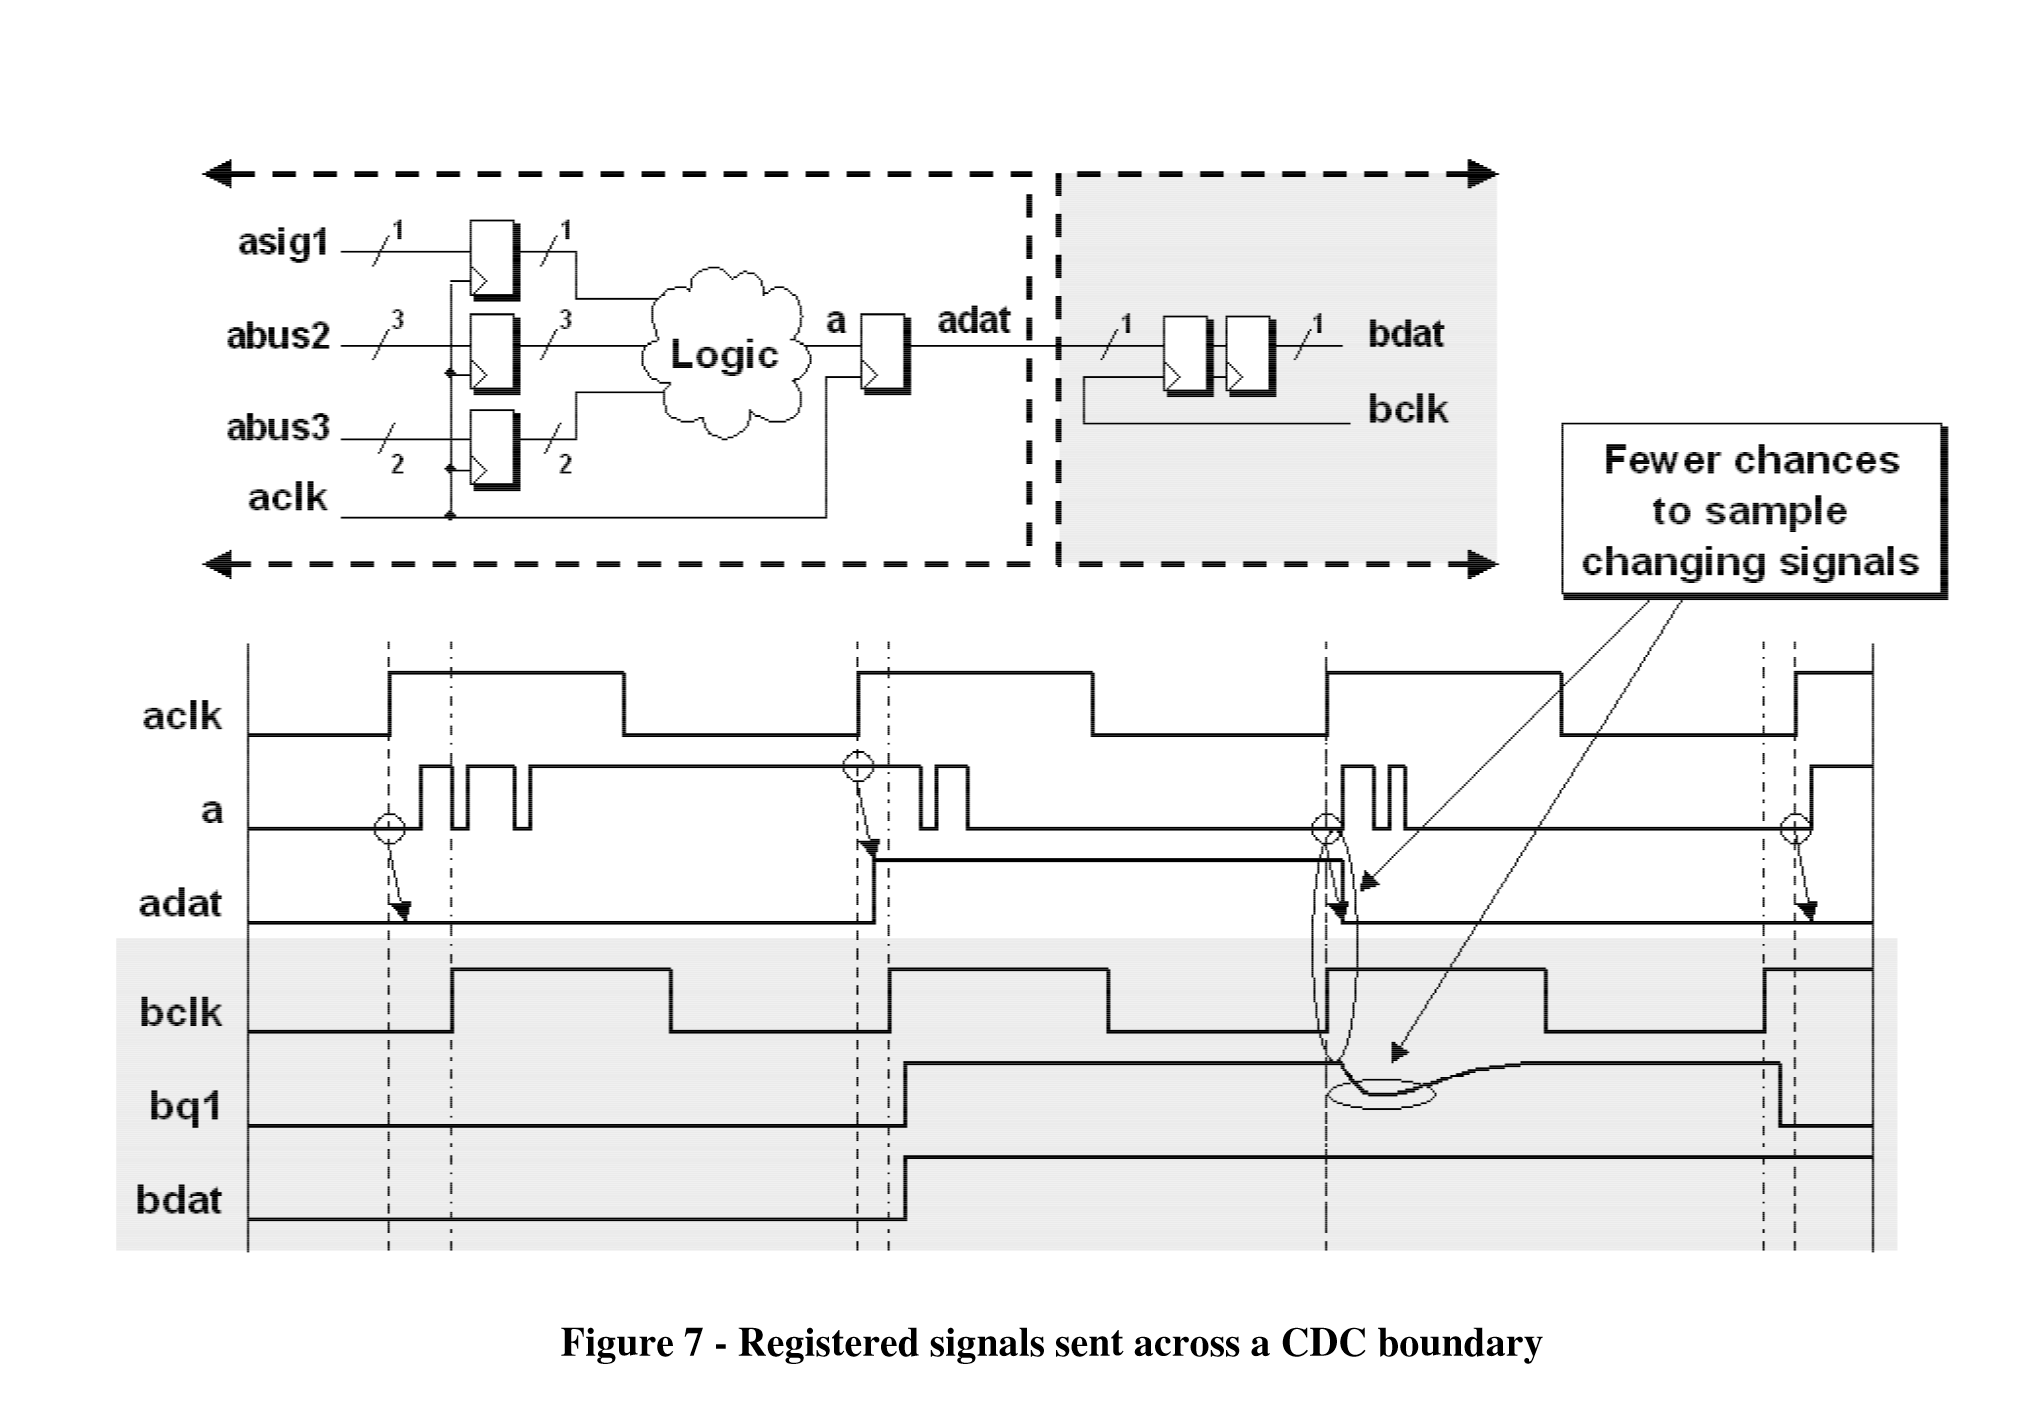 asig1
1
1
abus2
3
3
Logic
a
adat
1
1
bdat
abus3
2
2
bclk
aclk
Fewer chances
to sample
changing signals
aclk
a
adat
bclk
bq1
bdat
Figure 7 - Registered signals sent across a CDC boundary